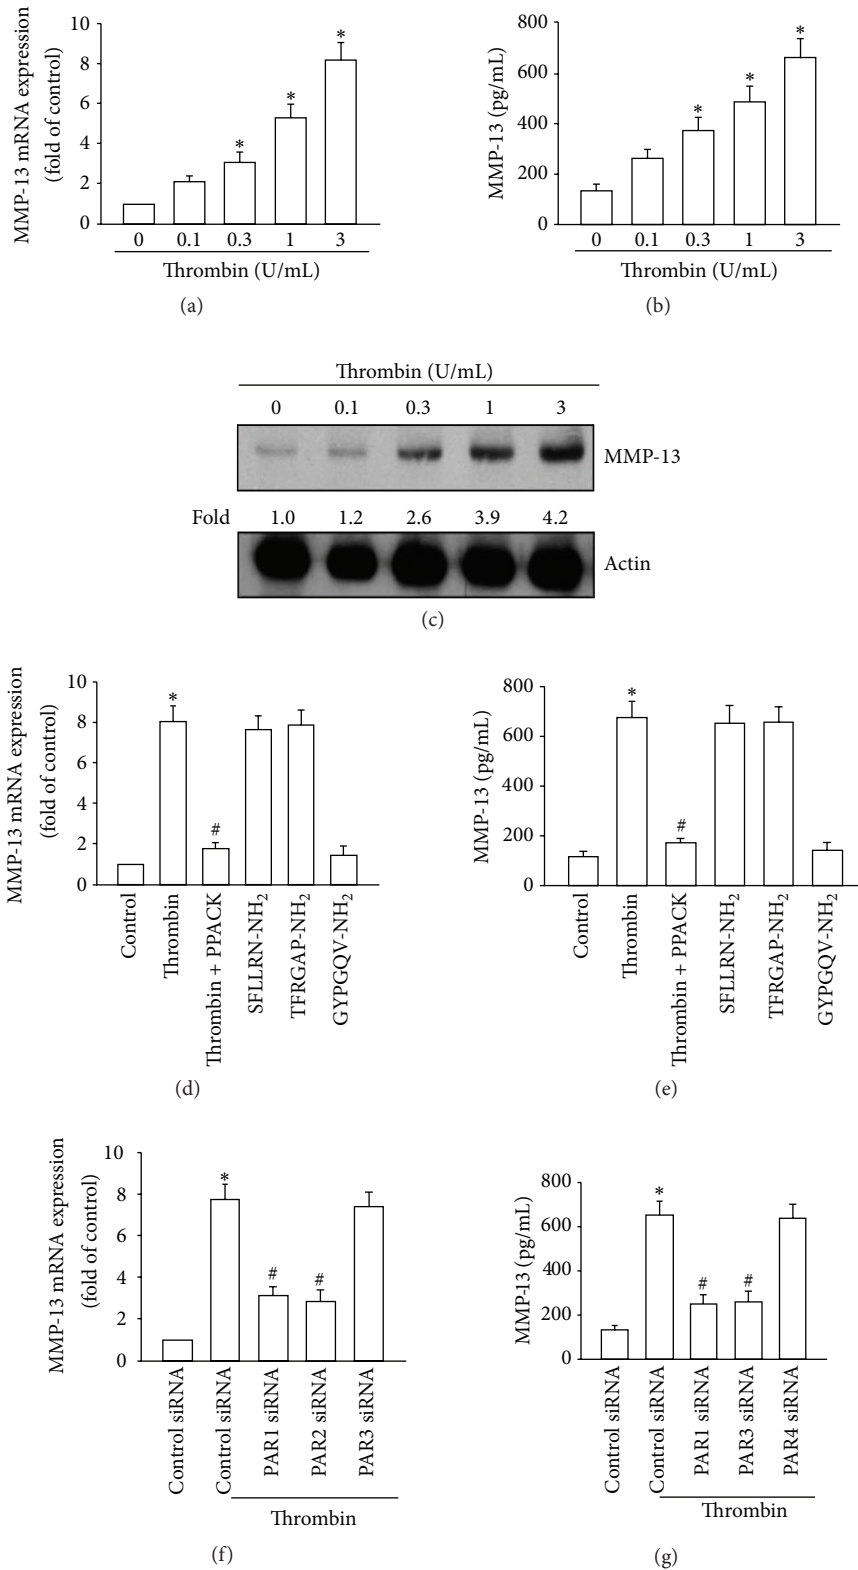 MMP-13 mRNA expression
(fold of control)
10
8
6
4
2
0
*
*
*
0 0.1 0.3 1 3
Thrombin (U/mL)
(a)
MMP-13 (pg/mL)
800
600
400
200
0
*
*
*
0 0.1 0.3 1 3
Thrombin (U/mL)
(b)
Thrombin (U/mL)
0 0.1 0.3 1 3
MMP-13
Fold 1.0 1.2 2.6 3.9 4.2
Actin
(c)
MMP-13 mRNA expression
(fold of control)
10
8
6
4
2
0
*
#
Control
Thrombin
Thrombin + PPACK
SFLLRN-NH2
TFRGAP-NH2
GYPGQV-NH2
(d)
MMP-13 (pg/mL)
800
600
400
200
0
*
#
Control
Thrombin
Thrombin + PPACK
SFLLRN-NH2
TFRGAP-NH2
GYPGQV-NH2
(e)
MMP-13 mRNA expression
(fold of control)
10
8
6
4
2
0
*
#
#
Control siRNA
Control siRNA
PAR1 siRNA
PAR2 siRNA
PAR3 siRNA
Thrombin
(f)
MMP-13 (pg/mL)
800
600
400
200
0
*
#
#
Control siRNA
Control siRNA
PAR1 siRNA
PAR3 siRNA
PAR4 siRNA
Thrombin
(g)